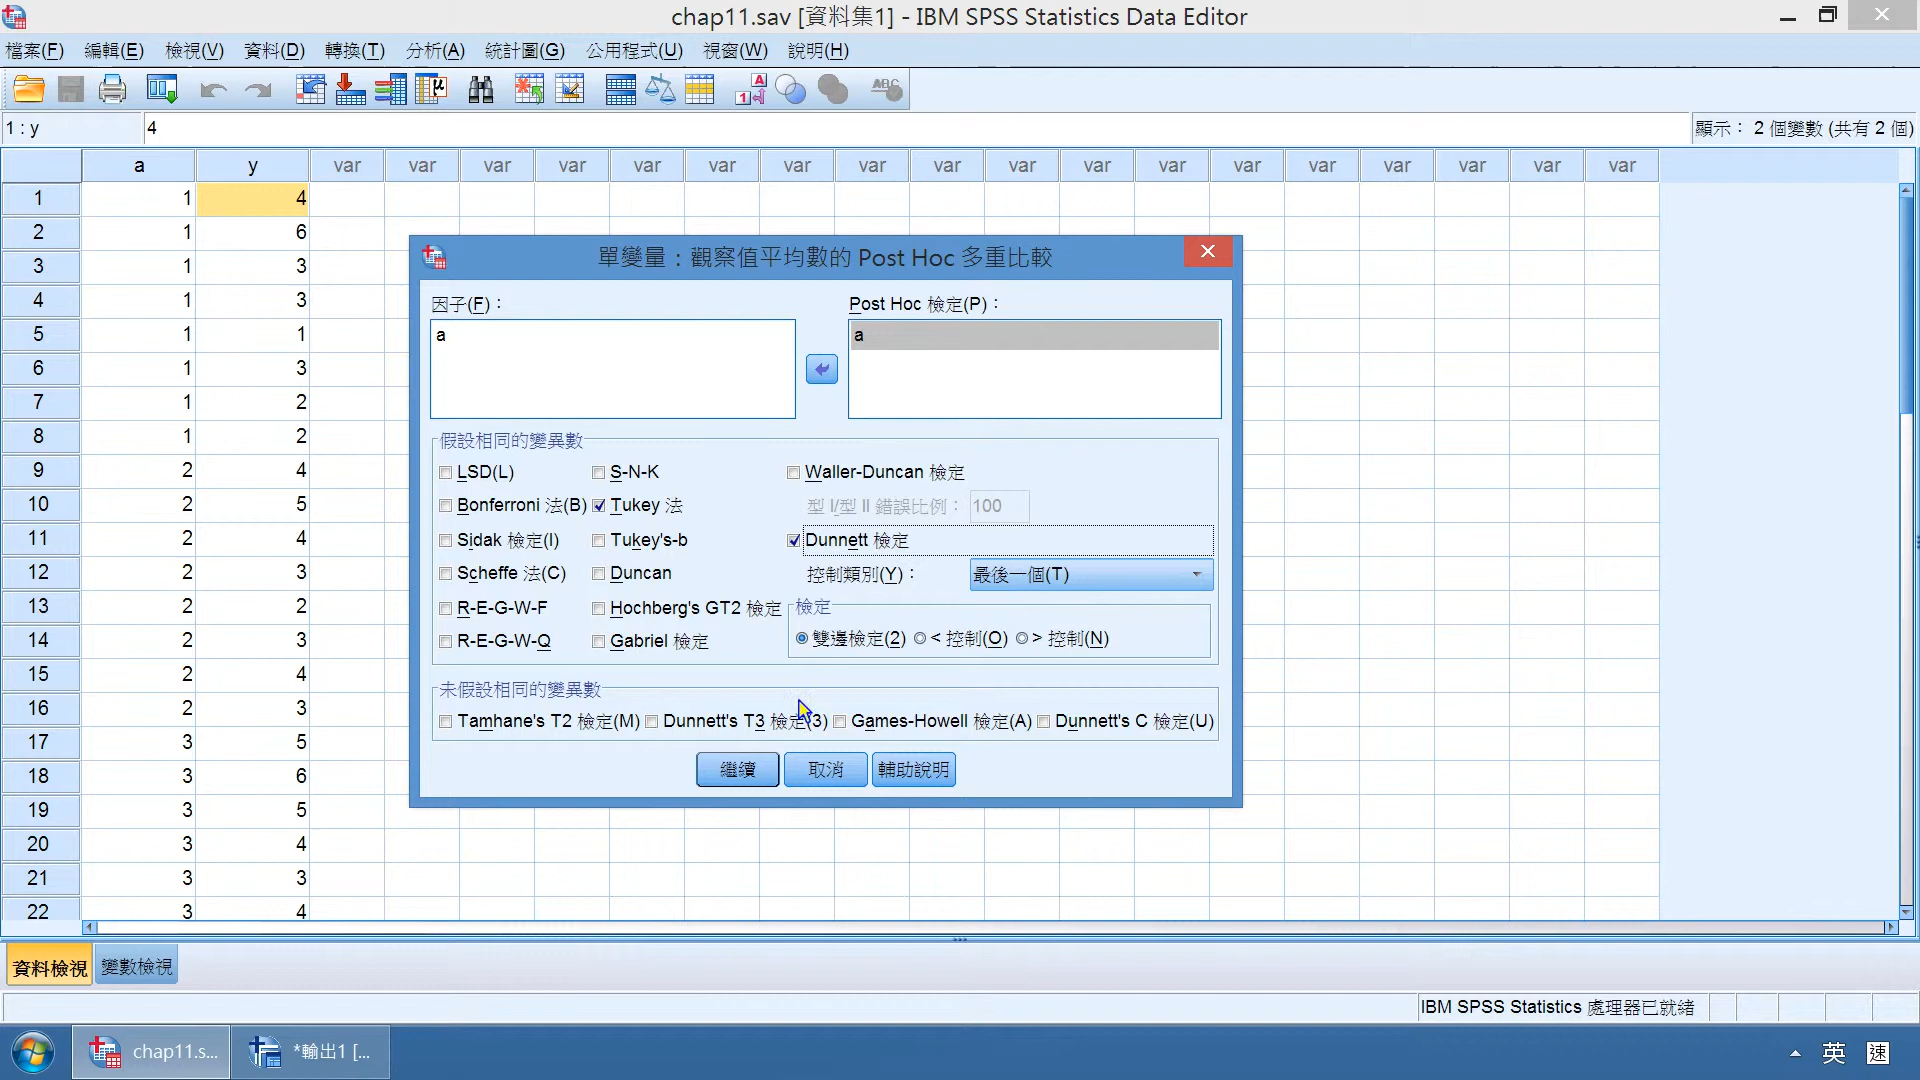 chap11.sav [資料集1] - IBM SPSS Statistics Data Editor
檔案(F) 編輯(E) 檢視(V) 資料(D) 轉換(T) 分析(A) 統計圖(G) 公用程式(U) 視窗(W) 說明(H)
1 : y 4 顯示： 2 個變數 (共有 2 個)
a y var var var var var var var var var var var var var var var var var var
1 1 4
2 1 6
3 1 3
4 1 3
5 1 1
6 1 3
7 1 2
8 1 2
9 2 4
10 2 5
11 2 4
12 2 3
13 2 2
14 2 3
15 2 4
16 2 3
17 3 5
18 3 6
19 3 5
20 3 4
21 3 3
22 3 4
單變量：觀察值平均數的 Post Hoc 多重比較
因子(F)： Post Hoc 檢定(P)：
a a
假設相同的變異數
LSD(L) S-N-K Waller-Duncan 檢定
Bonferroni 法(B) Tukey 法 型 I/型 II 錯誤比例： 100
Sidak 檢定(I) Tukey's-b Dunnett 檢定
Scheffe 法(C) Duncan 控制類別(Y)： 最後一個(T)
R-E-G-W-F Hochberg's GT2 檢定 檢定
R-E-G-W-Q Gabriel 檢定 雙邊檢定(2) < 控制(O) > 控制(N)
未假設相同的變異數
Tamhane's T2 檢定(M) Dunnett's T3 檢定(3) Games-Howell 檢定(A) Dunnett's C 檢定(U)
繼續 取消 輔助說明
資料檢視 變數檢視
IBM SPSS Statistics 處理器已就緒
chap11.s... *輸出1 [... 英 速